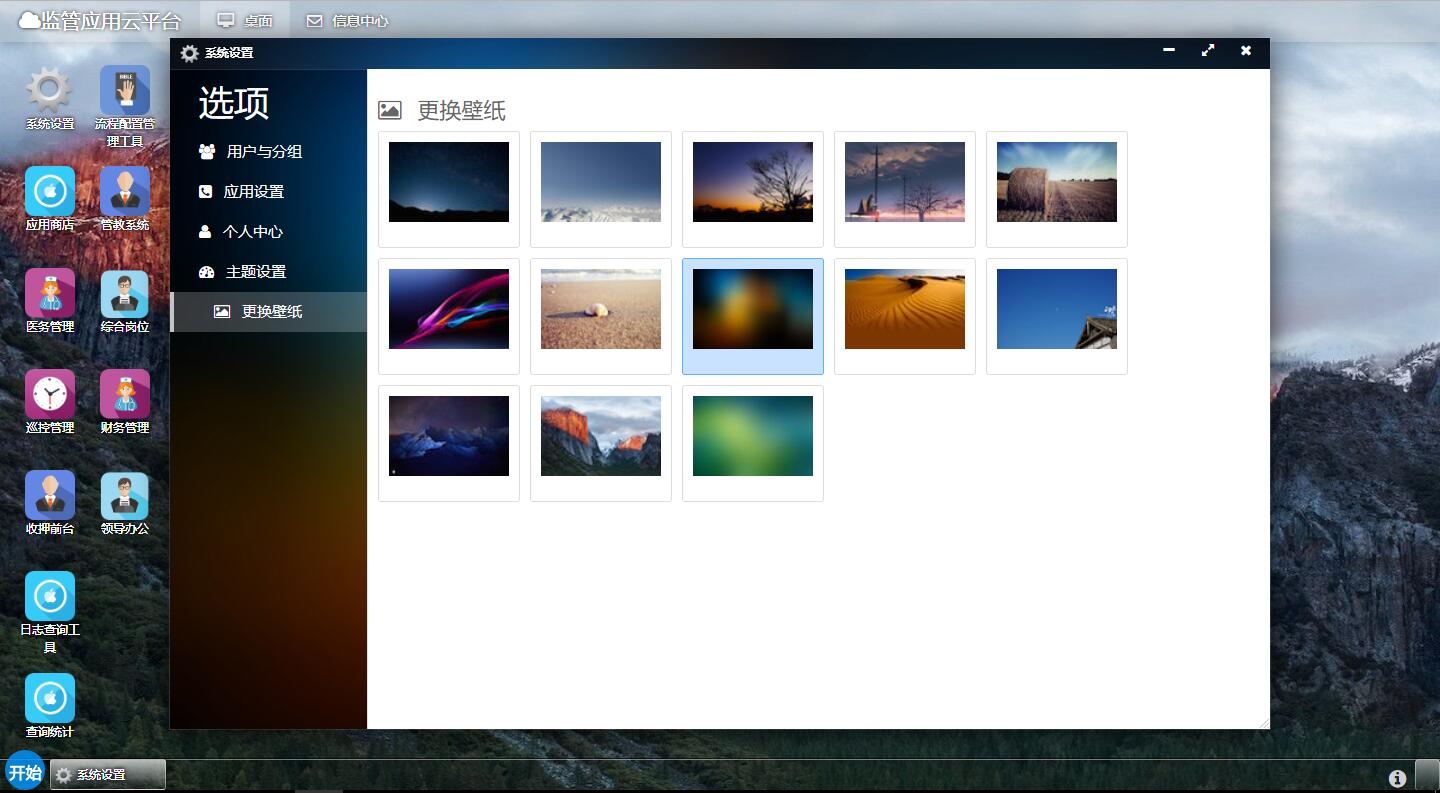 监管应用云平台
桌面
信息中心
系统设置
系统设置
流程配置管
理工具
应用商店
管教系统
医务管理
综合岗位
巡控管理
财务管理
收押前台
领导办公
日志查询工
具
查询统计
选项
用户与分组
应用设置
个人中心
主题设置
更换壁纸
更换壁纸
开始
系统设置